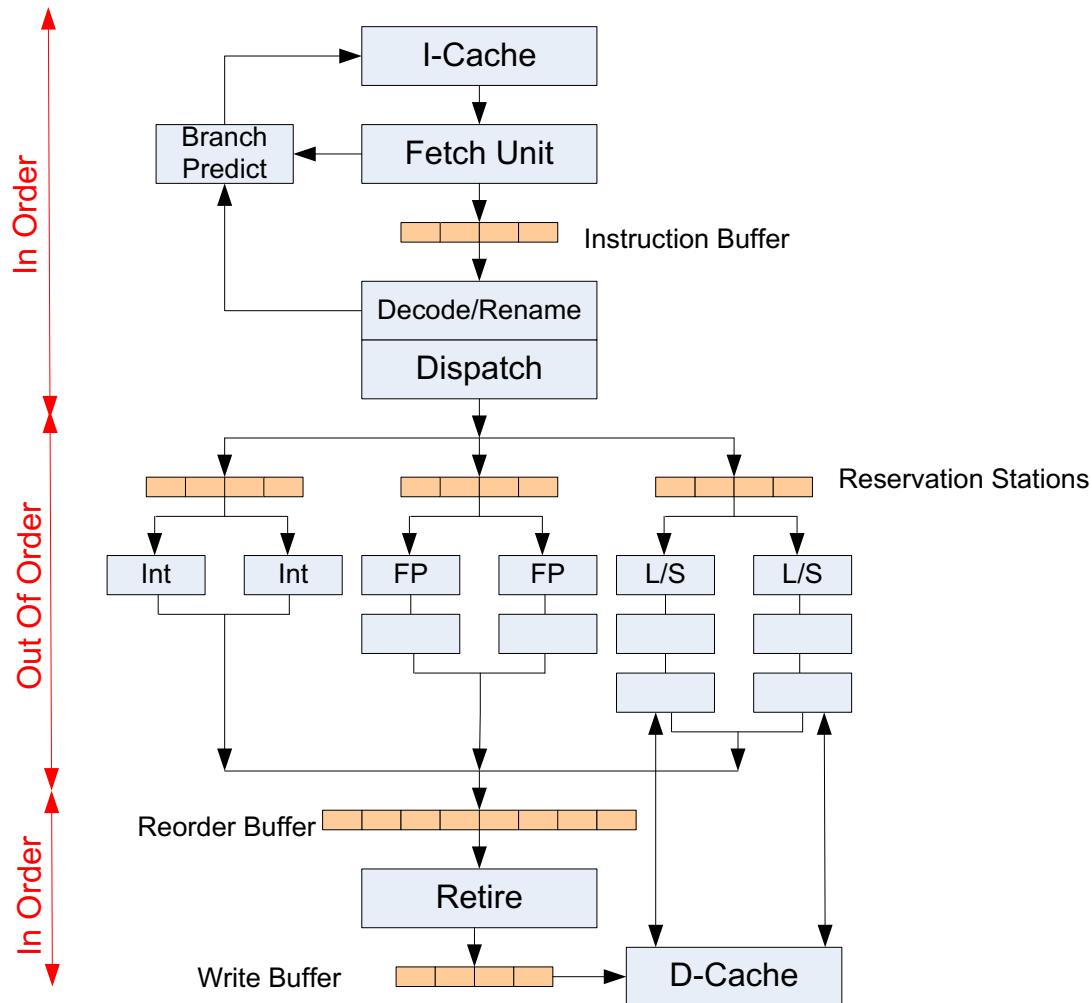 I-Cache
Branch
Predict
Fetch Unit
In Order
Instruction Buffer
Decode/Rename
Dispatch
Reservation Stations
Out Of Order
Int
Int
FP
FP
L/S
L/S
Reorder Buffer
Retire
In Order
Write Buffer
D-Cache